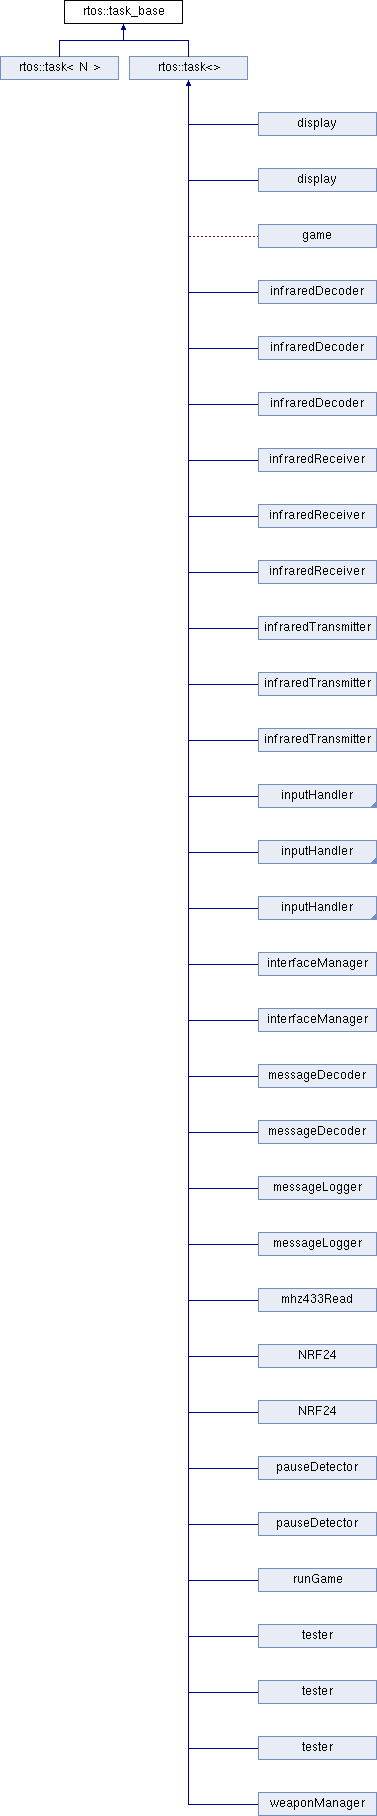 rtos::task_base
rtos::task< N >
rtos::task<>
display
display
game
infraredDecoder
infraredDecoder
infraredDecoder
infraredReceiver
infraredReceiver
infraredReceiver
infraredTransmitter
infraredTransmitter
infraredTransmitter
inputHandler
inputHandler
inputHandler
interfaceManager
interfaceManager
messageDecoder
messageDecoder
messageLogger
messageLogger
mhz433Read
NRF24
NRF24
pauseDetector
pauseDetector
runGame
tester
tester
tester
weaponManager